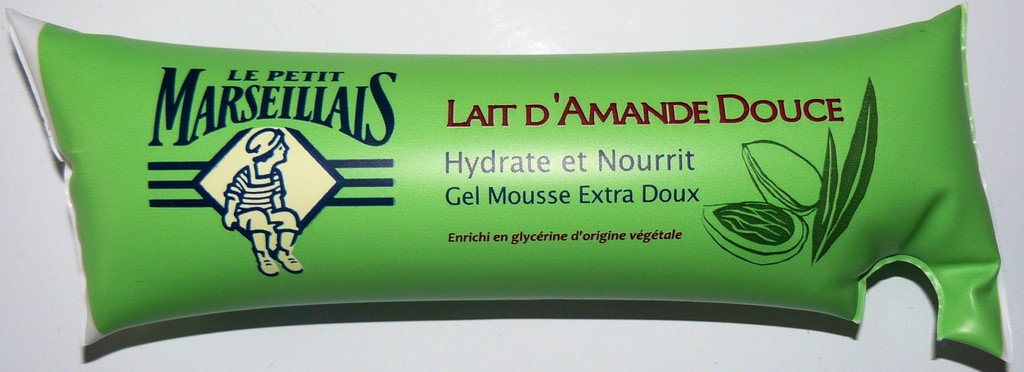 LE PETIT
MARSEILLAIS
LAIT D'AMANDE DOUCE
Hydrate et Nourrit
Gel Mousse Extra Doux
Enrichi en glycérine d'origine végétale